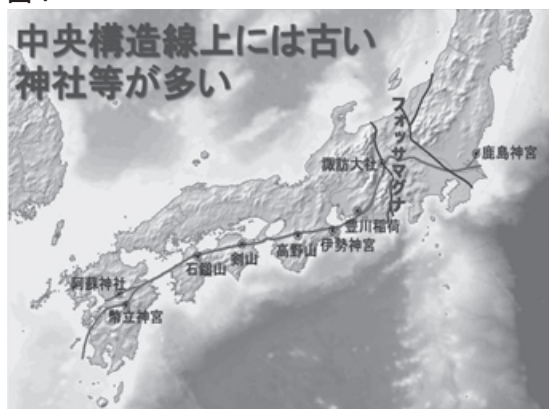 中央構造線上には古い
神社等が多い
フォッサマグナ
鹿島神宮
諏訪大社
豊川稲荷
伊勢神宮
高野山
剣山
石鎚山
阿蘇神社
幣立神宮